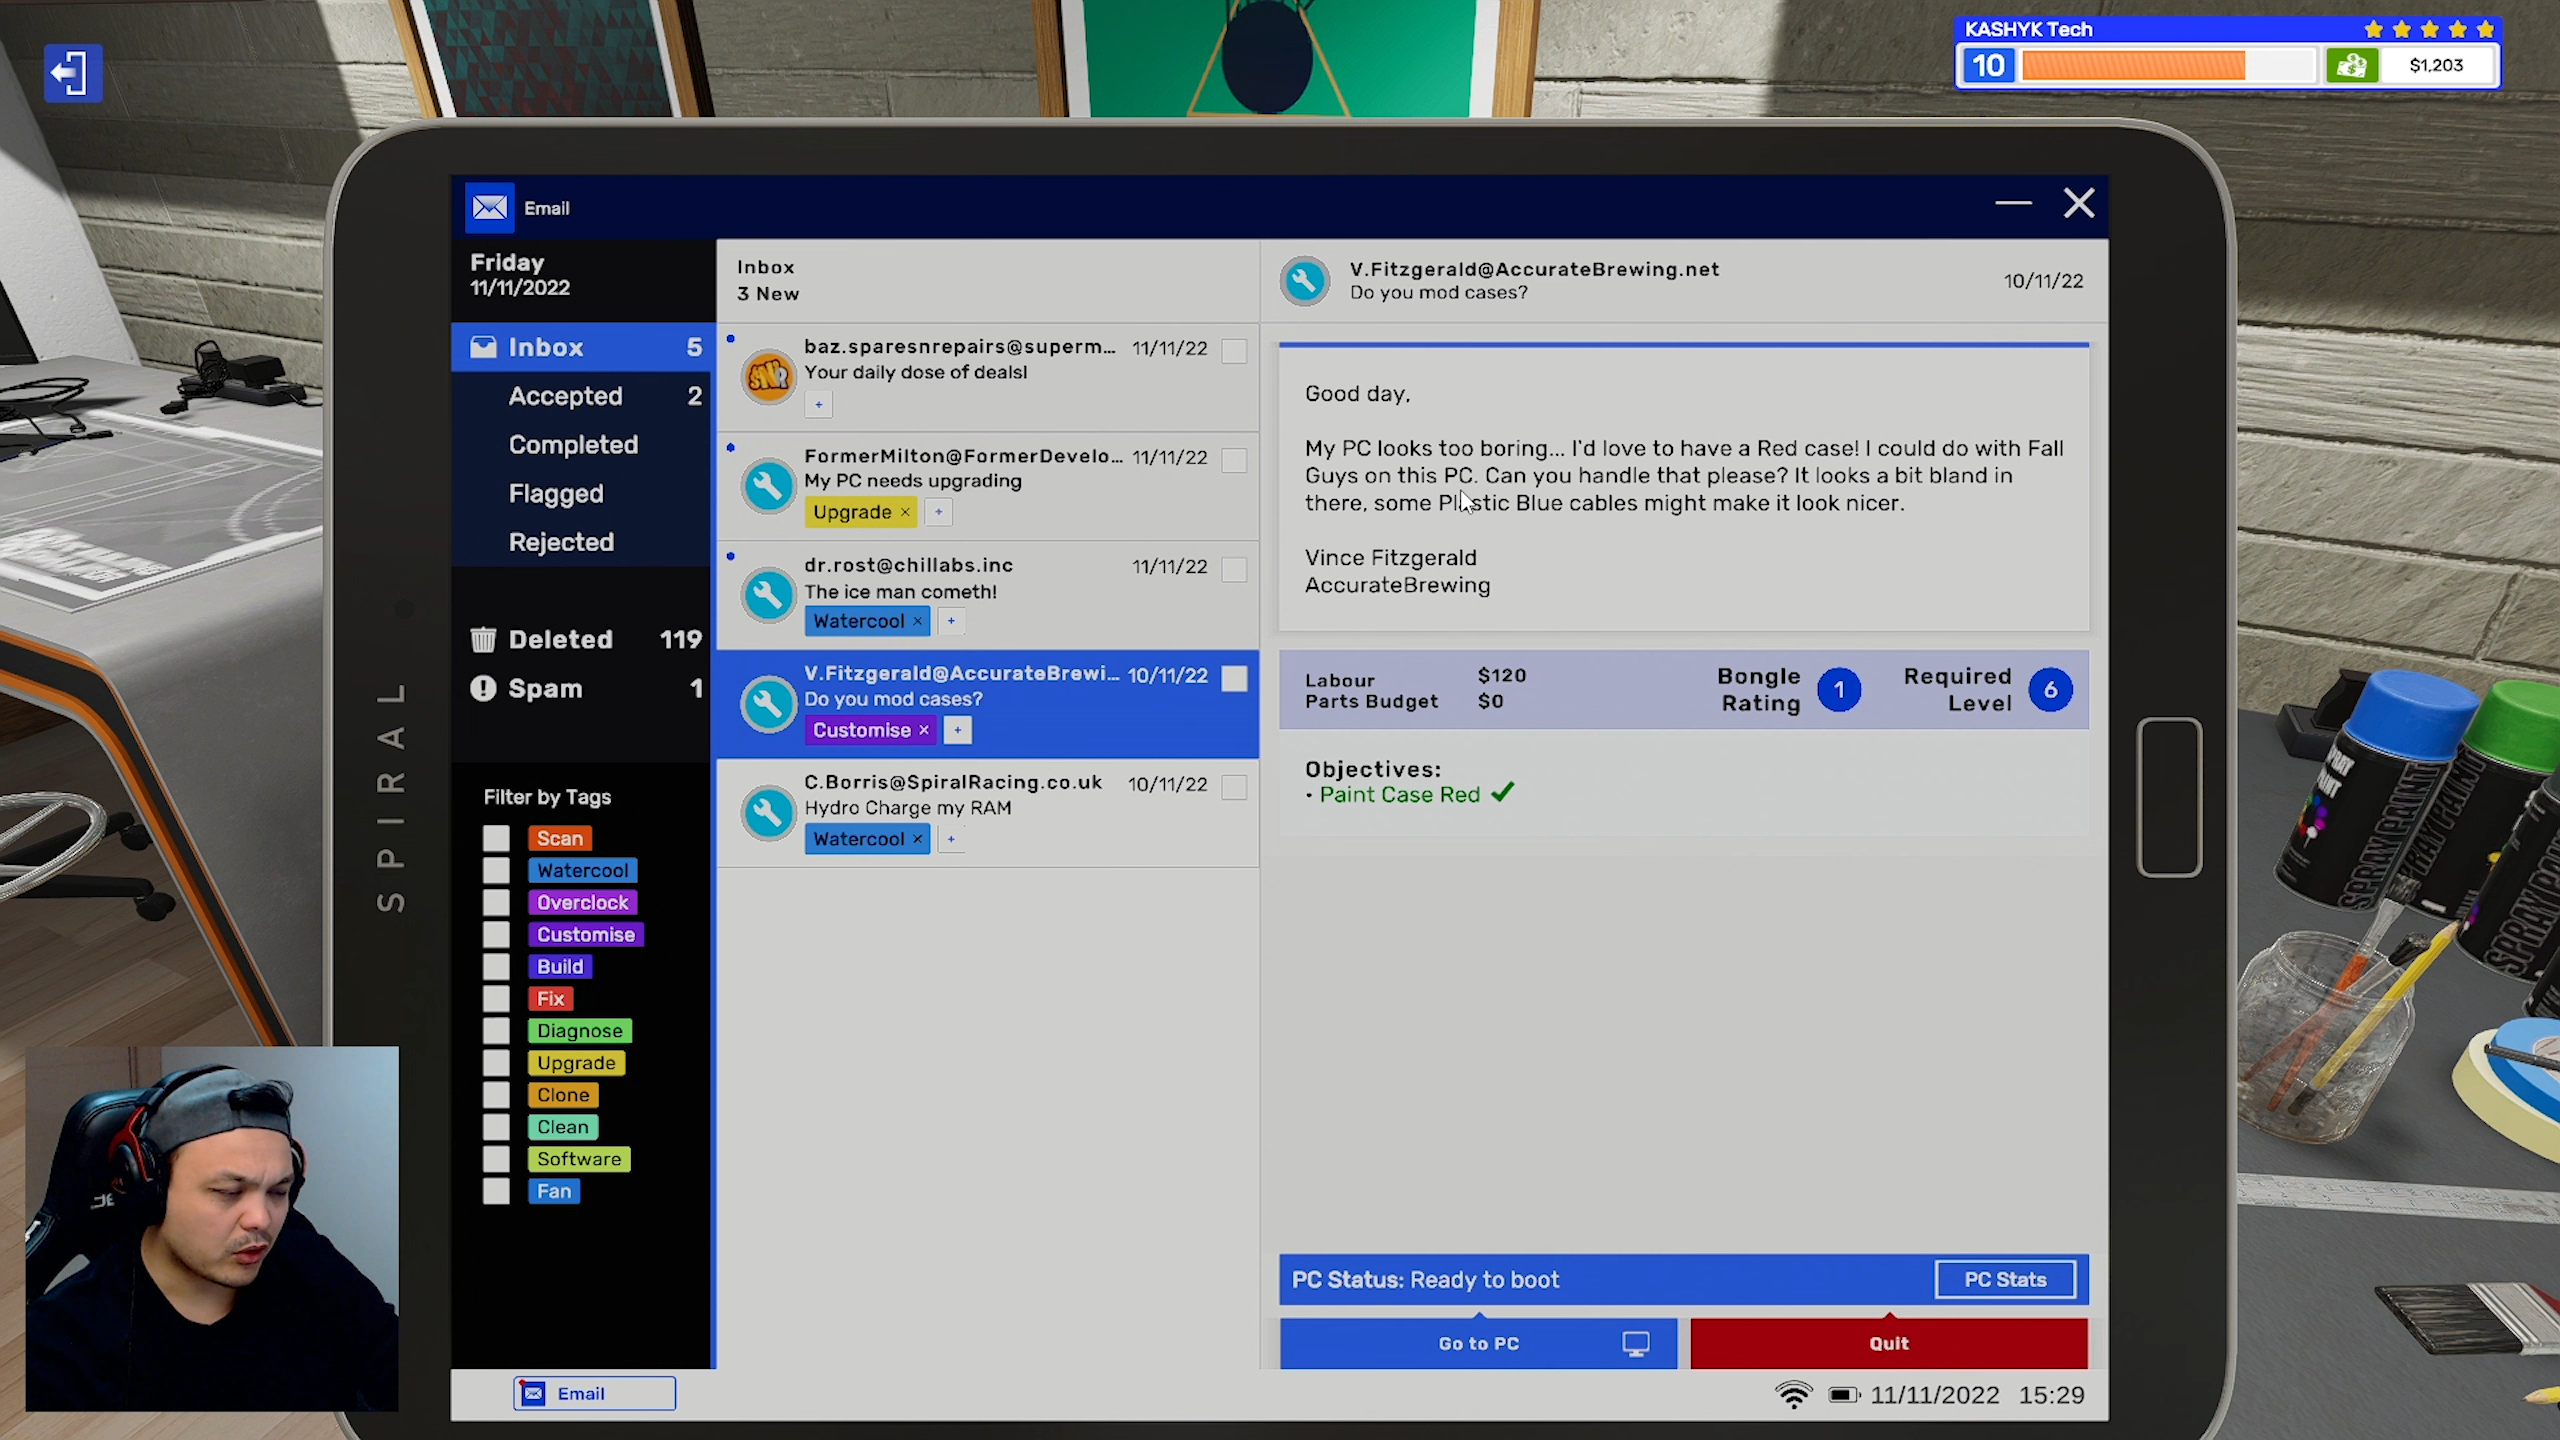 KASHYK Tech
10
$1,203
Email
Friday
11/11/2022
Inbox 5
Accepted 2
Completed
Flagged
Rejected
Deleted 119
Spam 1
Filter by Tags
Scan
Watercool
Overclock
Customise
Build
Fix
Diagnose
Upgrade
Clone
Clean
Software
Fan
Inbox
3 New
baz.sparesnrepairs@superm... 11/11/22
Your daily dose of deals!
+
SNR
FormerMilton@FormerDevelo... 11/11/22
My PC needs upgrading
Upgrade × +
dr.rost@chillabs.inc 11/11/22
The ice man cometh!
Watercool × +
V.Fitzgerald@AccurateBrewi... 10/11/22
Do you mod cases?
Customise × +
C.Borris@SpiralRacing.co.uk 10/11/22
Hydro Charge my RAM
Watercool × +
V.Fitzgerald@AccurateBrewing.net
Do you mod cases?
10/11/22
Good day,
My PC looks too boring... I'd love to have a Red case! I could do with Fall
Guys on this PC. Can you handle that please? It looks a bit bland in
there, some Plastic Blue cables might make it look nicer.
Vince Fitzgerald
AccurateBrewing
Labour $120
Parts Budget $0
Bongle
Rating 1
Required
Level 6
Objectives:
• Paint Case Red ✓
PC Status: Ready to boot
PC Stats
Go to PC
Quit
Email
11/11/2022 15:29
SPIRAL
SPRAY PAINT
SPRAY PAINT
SPRAY PAINT